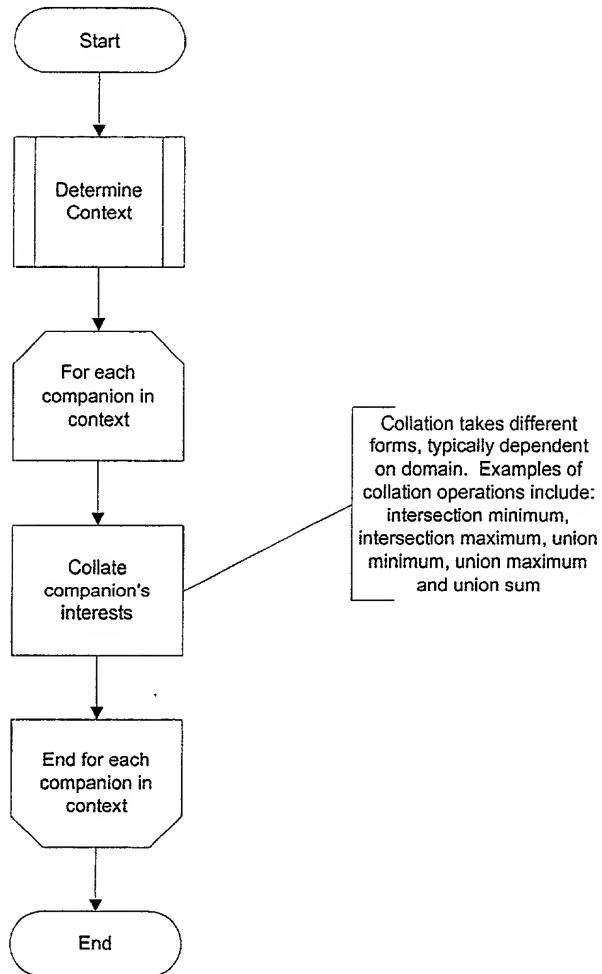 Start
Determine
Context
For each
companion in
context
Collation takes different
forms, typically dependent
on domain. Examples of
collation operations include:
intersection minimum,
intersection maximum, union
minimum, union maximum
and union sum
Collate
companion's
interests
End for each
companion in
context
End